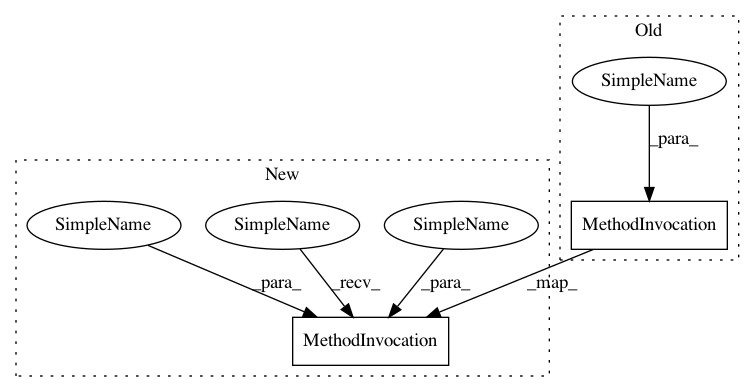 Old
SimpleName
_para_
New
SimpleName
SimpleName
SimpleName
MethodInvocation
_para_
_recv_
_para_
_map_
MethodInvocation